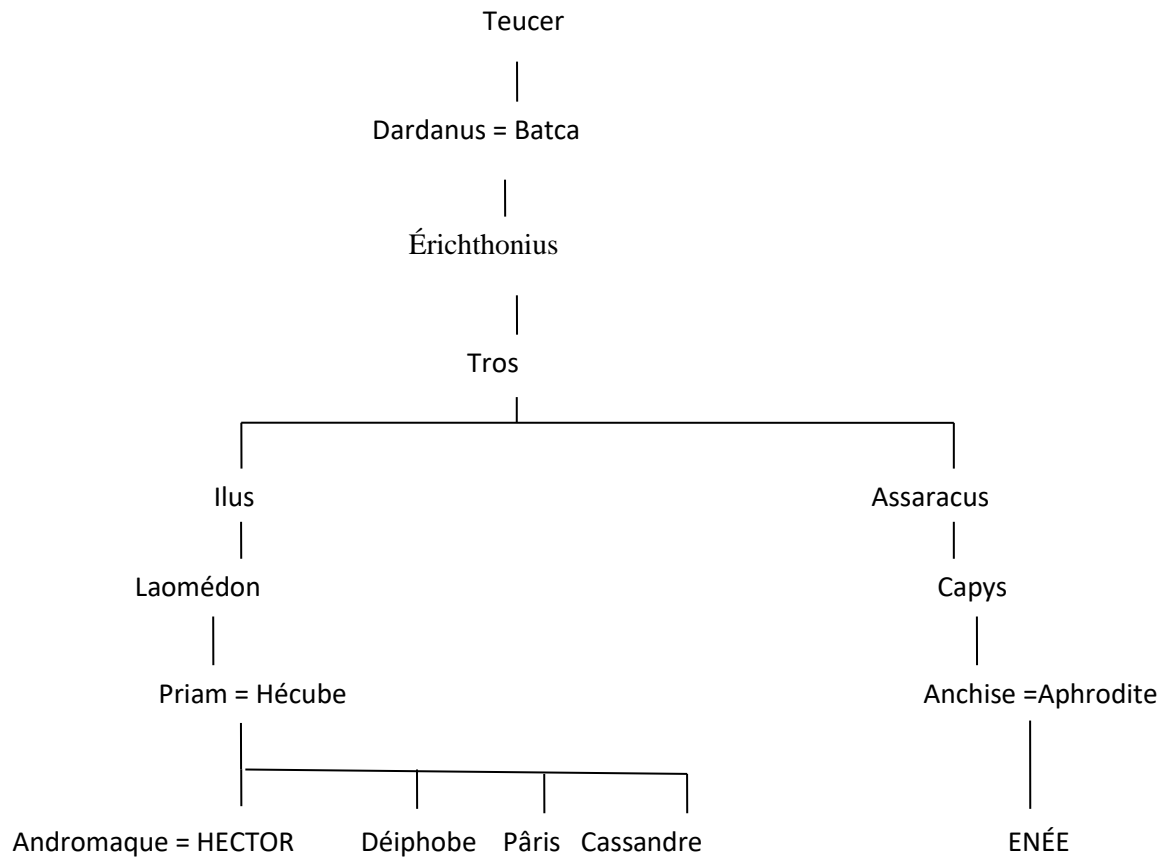 Teucer
Dardanus = Batca
Érichthonius
Tros
Ilus Assaracus
Laomédon Capys
Priam = Hécube Anchise =Aphrodite
Andromaque = HECTOR Déiphobe Pâris Cassandre ENÉE